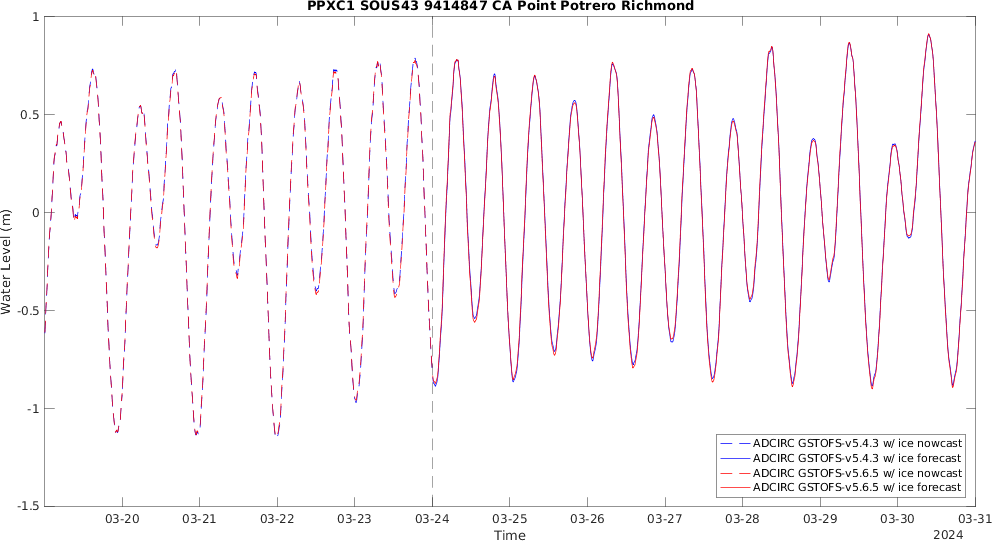 PPXC1 SOUS43 9414847 CA Point Potrero Richmond
Water Level (m)
1
0.5
0
-0.5
-1
-1.5
ADCIRC GSTOFS-v5.4.3 w/ ice nowcast
ADCIRC GSTOFS-v5.4.3 w/ ice forecast
ADCIRC GSTOFS-v5.6.5 w/ ice nowcast
ADCIRC GSTOFS-v5.6.5 w/ ice forecast
03-20 03-21 03-22 03-23 03-24 03-25 03-26 03-27 03-28 03-29 03-30 03-31
Time
2024